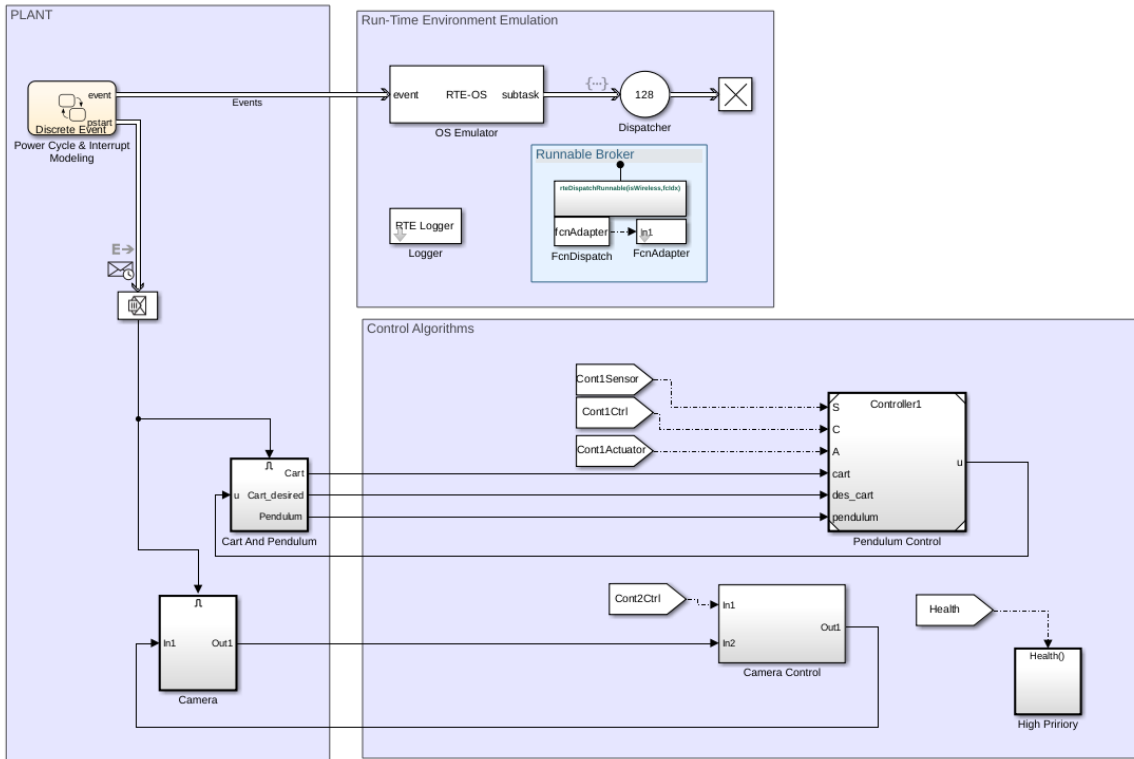 PLANT
event
pstart
Discrete Event
Power Cycle & Interrupt
Modeling
Events
E
Run-Time Environment Emulation
event
RTE-OS
subtask
OS Emulator
{...}
128
Dispatcher
Runnable Broker
rteDispatchRunnable(isWireless,fcIdx)
fcnAdapter
In1
FcnDispatch
FcnAdapter
RTE Logger
Logger
Control Algorithms
Cont1Sensor
Cont1Ctrl
Cont1Actuator
Controller1
S
C
A
cart
des_cart
pendulum
u
Pendulum Control
u
Cart
Cart_desired
Pendulum
Cart And Pendulum
In1
Out1
Camera
Cont2Ctrl
In1
In2
Out1
Camera Control
Health
Health()
High Pririory